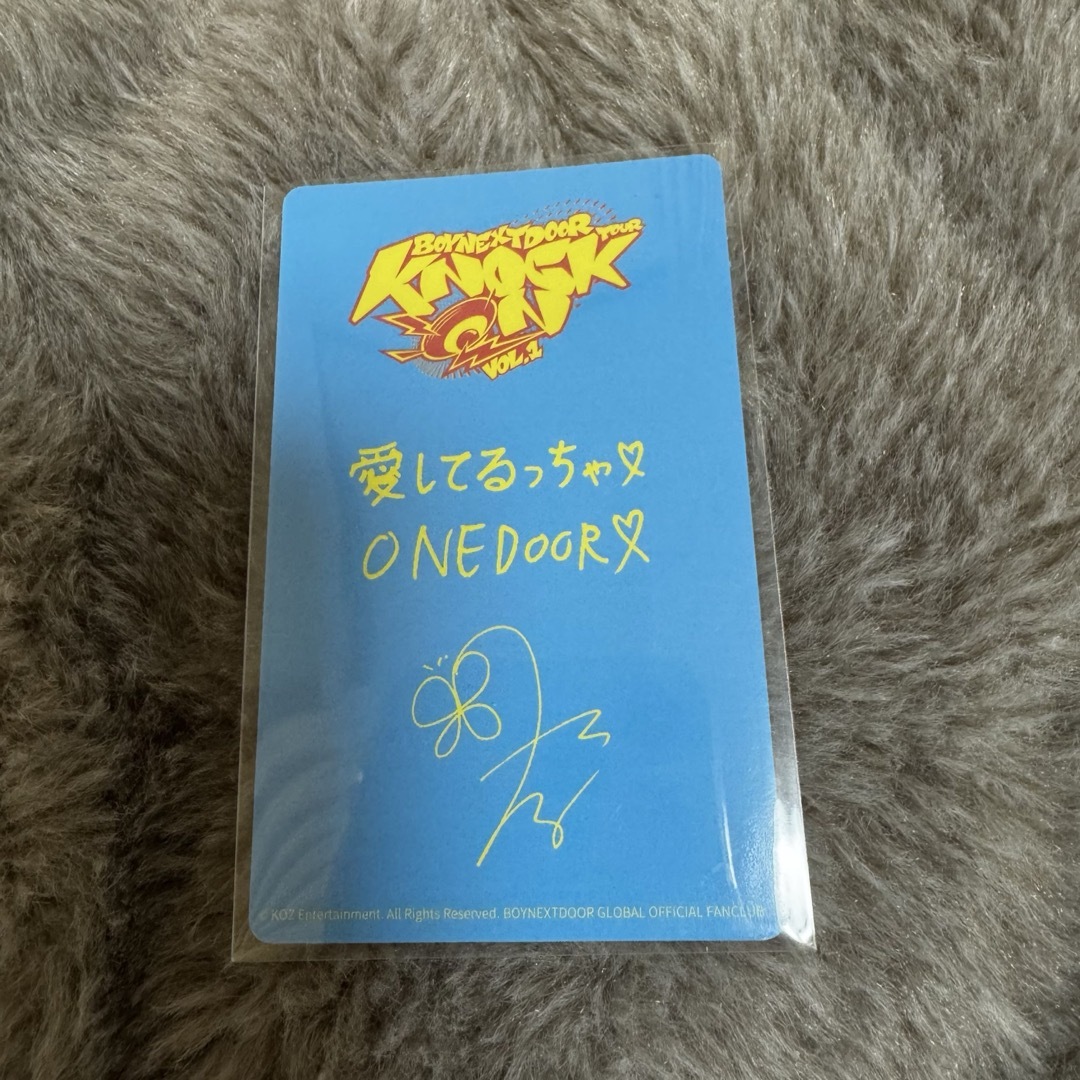 BOYNEXTDOOR TOUR
KNOCK
ON
VOL.1
愛してるっちゃ♡
ONEDOOR♡
© KOZ Entertainment. All Rights Reserved. BOYNEXTDOOR GLOBAL OFFICIAL FANCLUB